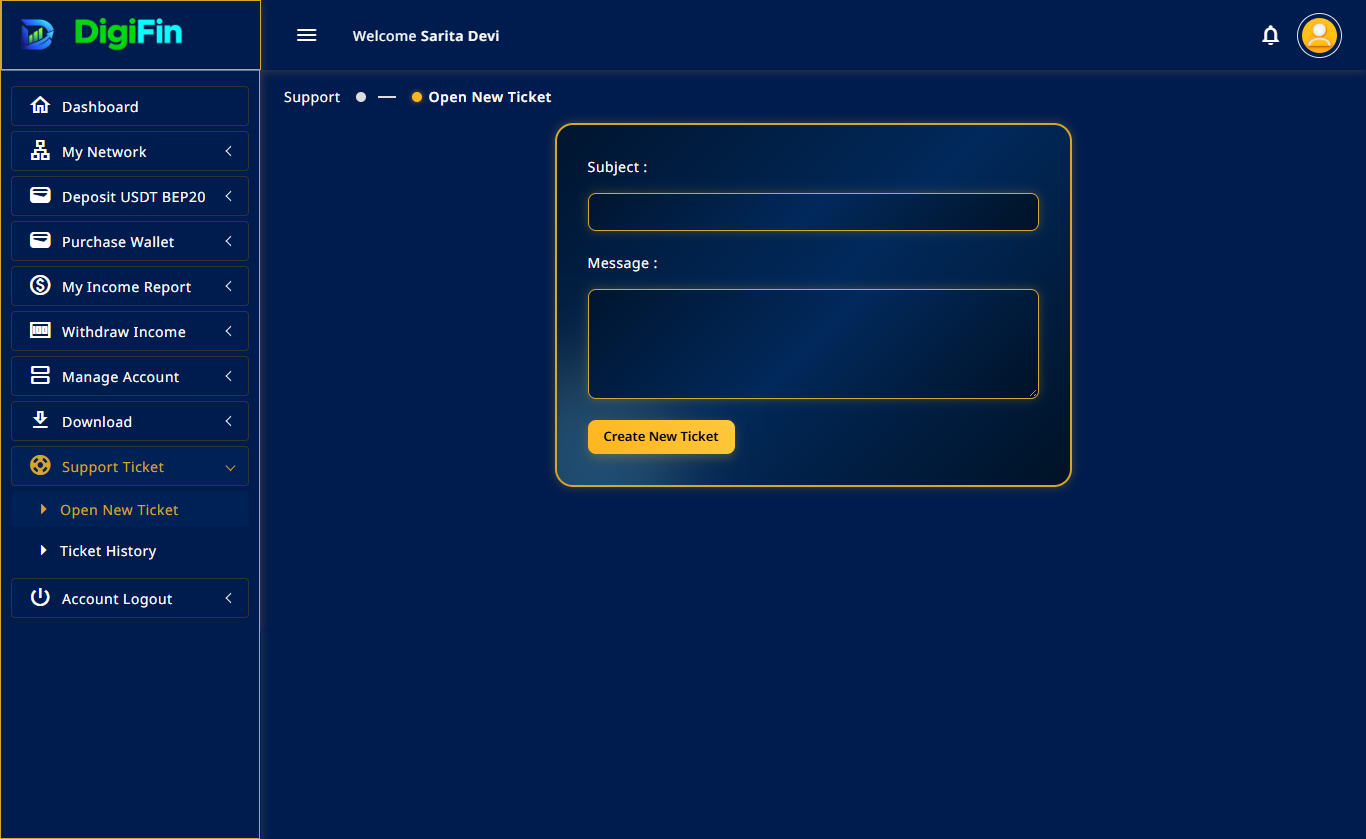 DigiFin
Welcome Sarita Devi
Dashboard
My Network
Deposit USDT BEP20
Purchase Wallet
My Income Report
Withdraw Income
Manage Account
Download
Support Ticket
Open New Ticket
Ticket History
Account Logout
Support
Open New Ticket
Subject :
Message :
Create New Ticket